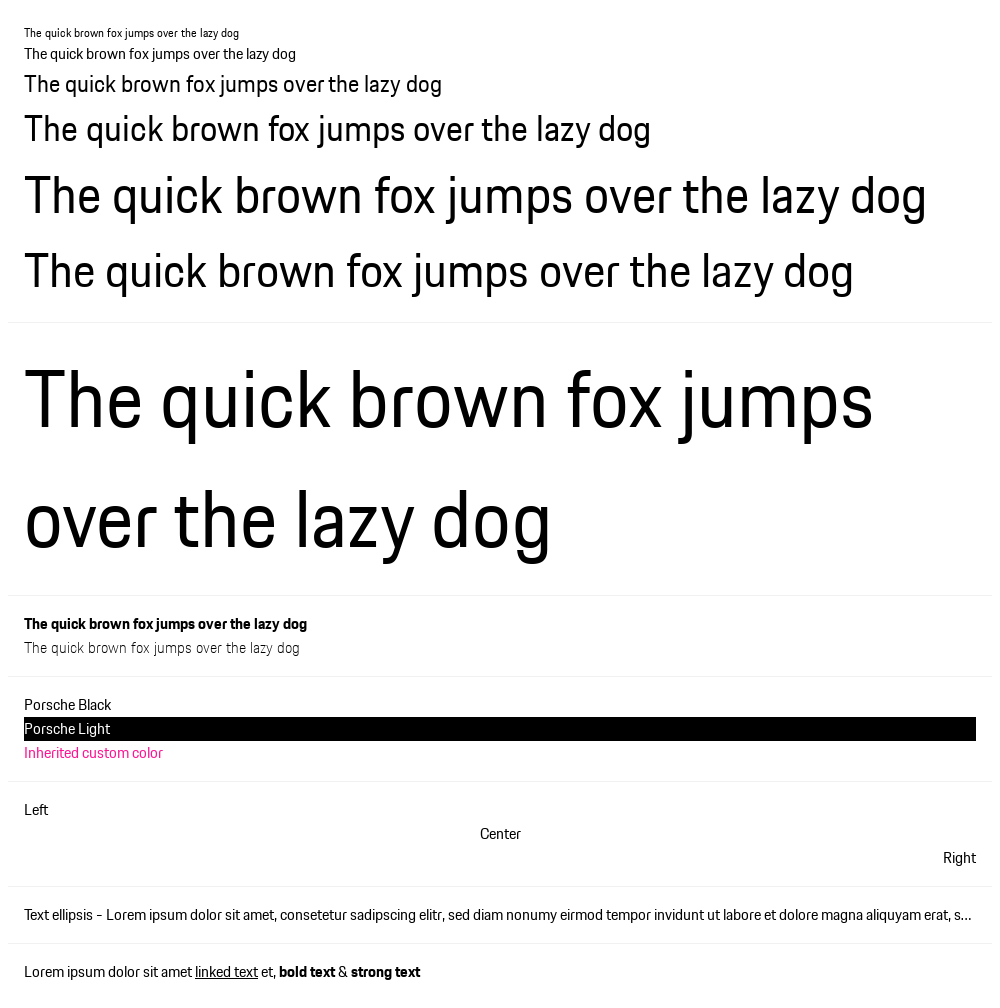 The quick brown fox jumps over the lazy dog
The quick brown fox jumps over the lazy dog
The quick brown fox jumps over the lazy dog
The quick brown fox jumps over the lazy dog
The quick brown fox jumps over the lazy dog
The quick brown fox jumps over the lazy dog
The quick brown fox jumps
over the lazy dog
The quick brown fox jumps over the lazy dog
The quick brown fox jumps over the lazy dog
Porsche Black
Porsche Light
Inherited custom color
Left
Center
Right
Text ellipsis - Lorem ipsum dolor sit amet, consetetur sadipscing elitr, sed diam nonumy eirmod tempor invidunt ut labore et dolore magna aliquyam erat, s…
Lorem ipsum dolor sit amet linked text et, bold text & strong text